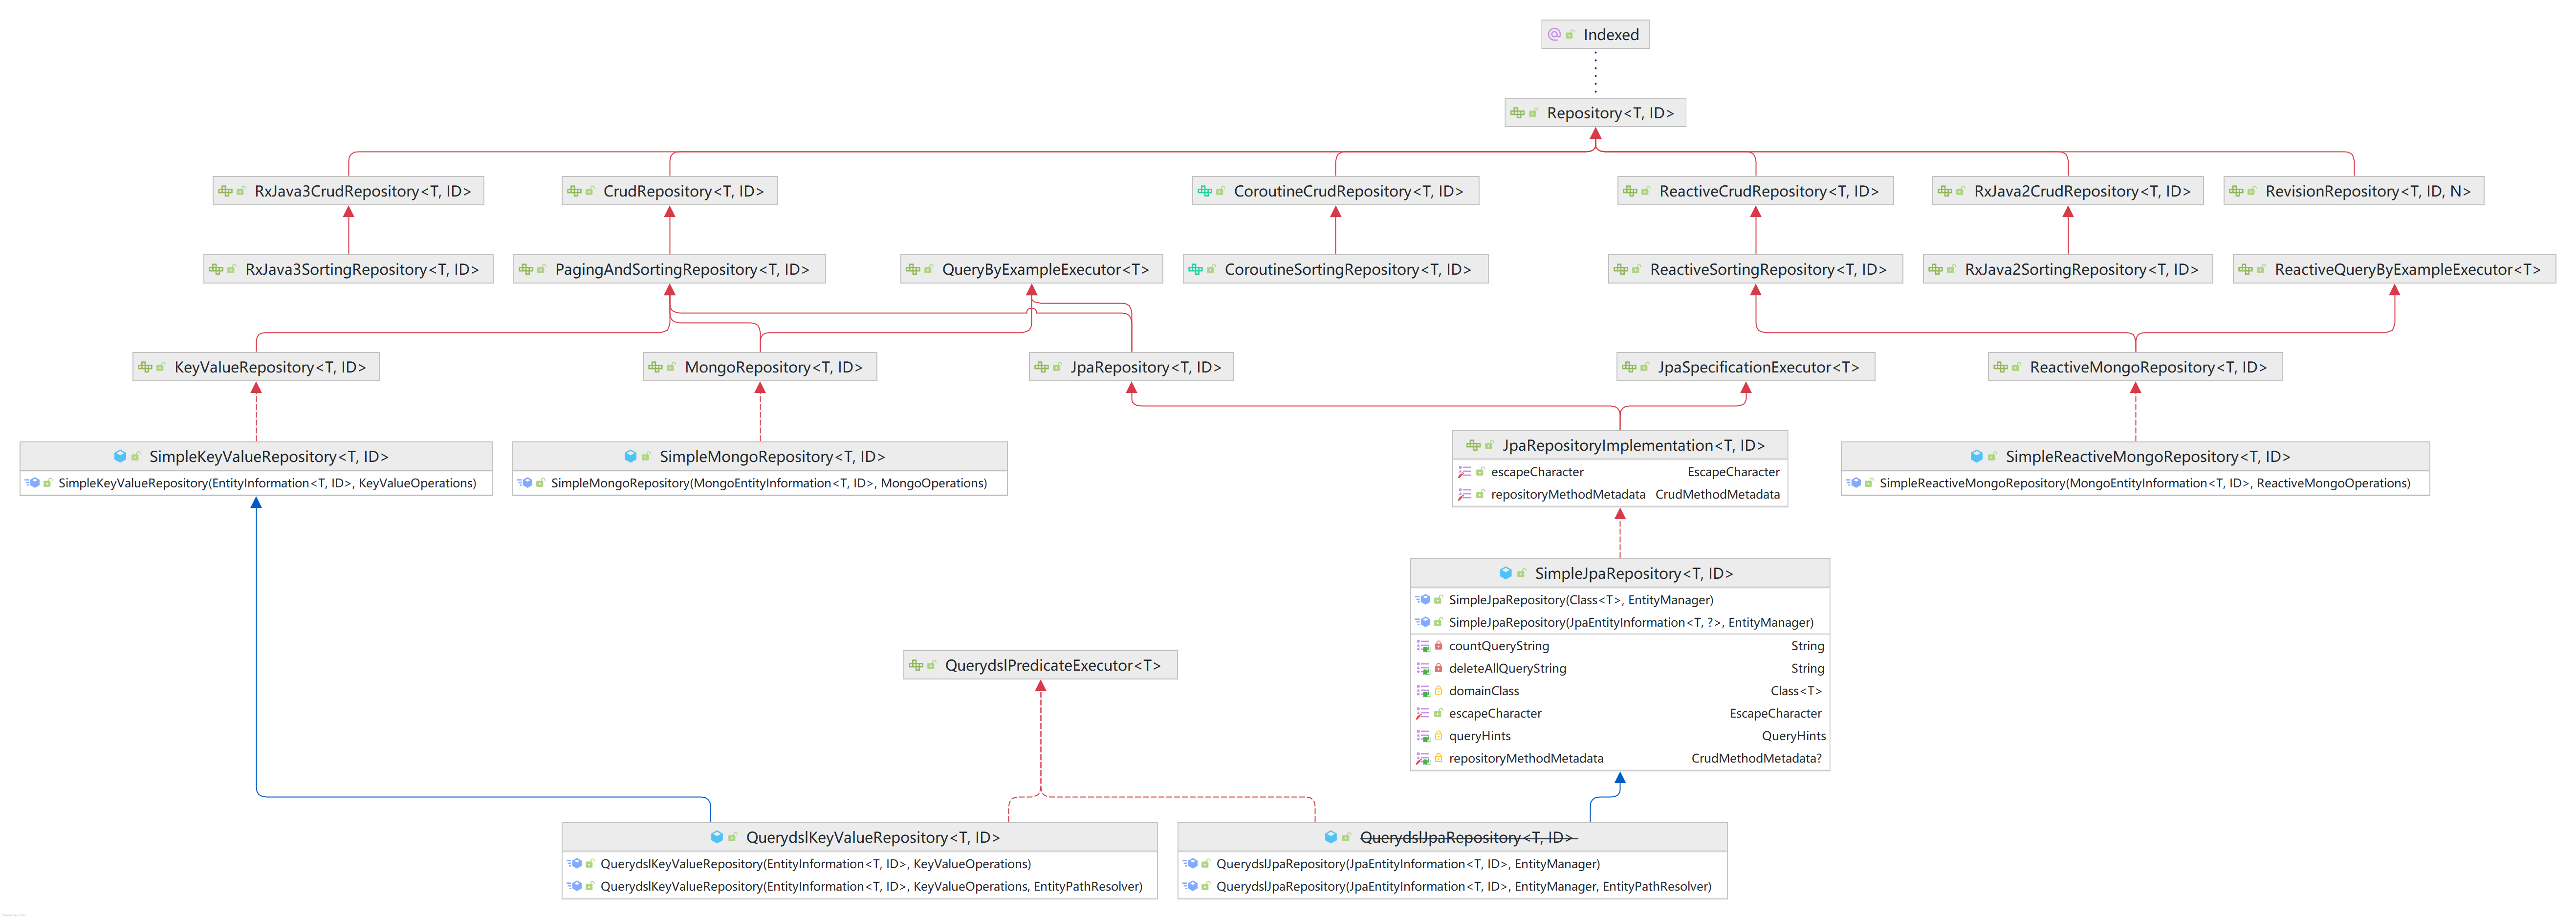 Indexed
Repository<T, ID>
RxJava3CrudRepository<T, ID>
CrudRepository<T, ID>
CoroutineCrudRepository<T, ID>
ReactiveCrudRepository<T, ID>
RxJava2CrudRepository<T, ID>
RevisionRepository<T, ID, N>
RxJava3SortingRepository<T, ID>
PagingAndSortingRepository<T, ID>
QueryByExampleExecutor<T>
CoroutineSortingRepository<T, ID>
ReactiveSortingRepository<T, ID>
RxJava2SortingRepository<T, ID>
ReactiveQueryByExampleExecutor<T>
KeyValueRepository<T, ID>
MongoRepository<T, ID>
JpaRepository<T, ID>
JpaSpecificationExecutor<T>
ReactiveMongoRepository<T, ID>
SimpleKeyValueRepository<T, ID>
SimpleKeyValueRepository(EntityInformation<T, ID>, KeyValueOperations)
SimpleMongoRepository<T, ID>
SimpleMongoRepository(MongoEntityInformation<T, ID>, MongoOperations)
JpaRepositoryImplementation<T, ID>
escapeCharacter EscapeCharacter
repositoryMethodMetadata CrudMethodMetadata
SimpleReactiveMongoRepository<T, ID>
SimpleReactiveMongoRepository(MongoEntityInformation<T, ID>, ReactiveMongoOperations)
SimpleJpaRepository<T, ID>
SimpleJpaRepository(Class<T>, EntityManager)
SimpleJpaRepository(JpaEntityInformation<T, ?>, EntityManager)
countQueryString String
deleteAllQueryString String
domainClass Class<T>
escapeCharacter EscapeCharacter
queryHints QueryHints
repositoryMethodMetadata CrudMethodMetadata?
QuerydslPredicateExecutor<T>
QuerydslKeyValueRepository<T, ID>
QuerydslKeyValueRepository(EntityInformation<T, ID>, KeyValueOperations)
QuerydslKeyValueRepository(EntityInformation<T, ID>, KeyValueOperations, EntityPathResolver)
QuerydslJpaRepository<T, ID>
QuerydslJpaRepository(JpaEntityInformation<T, ID>, EntityManager)
QuerydslJpaRepository(JpaEntityInformation<T, ID>, EntityManager, EntityPathResolver)